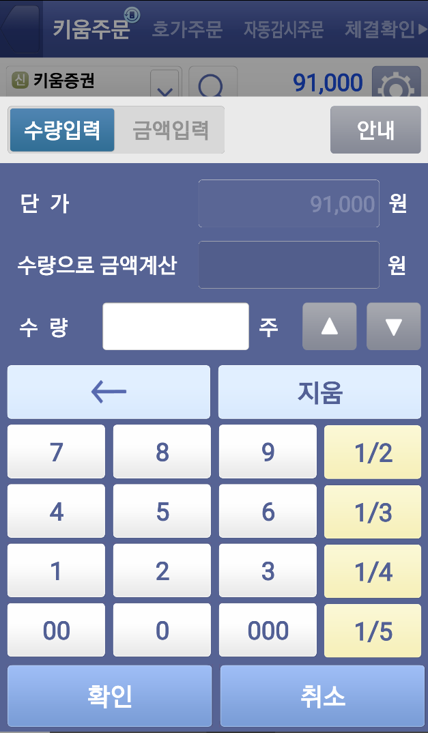 키움주문 호가주문 자동감시주문 체결확인
신 키움증권 91,000
수량입력 금액입력 안내
단 가 91,000 원
수량으로 금액계산 원
수 량 주 ▲ ▼
← 지움
7 8 9 1/2
4 5 6 1/3
1 2 3 1/4
00 0 000 1/5
확인 취소